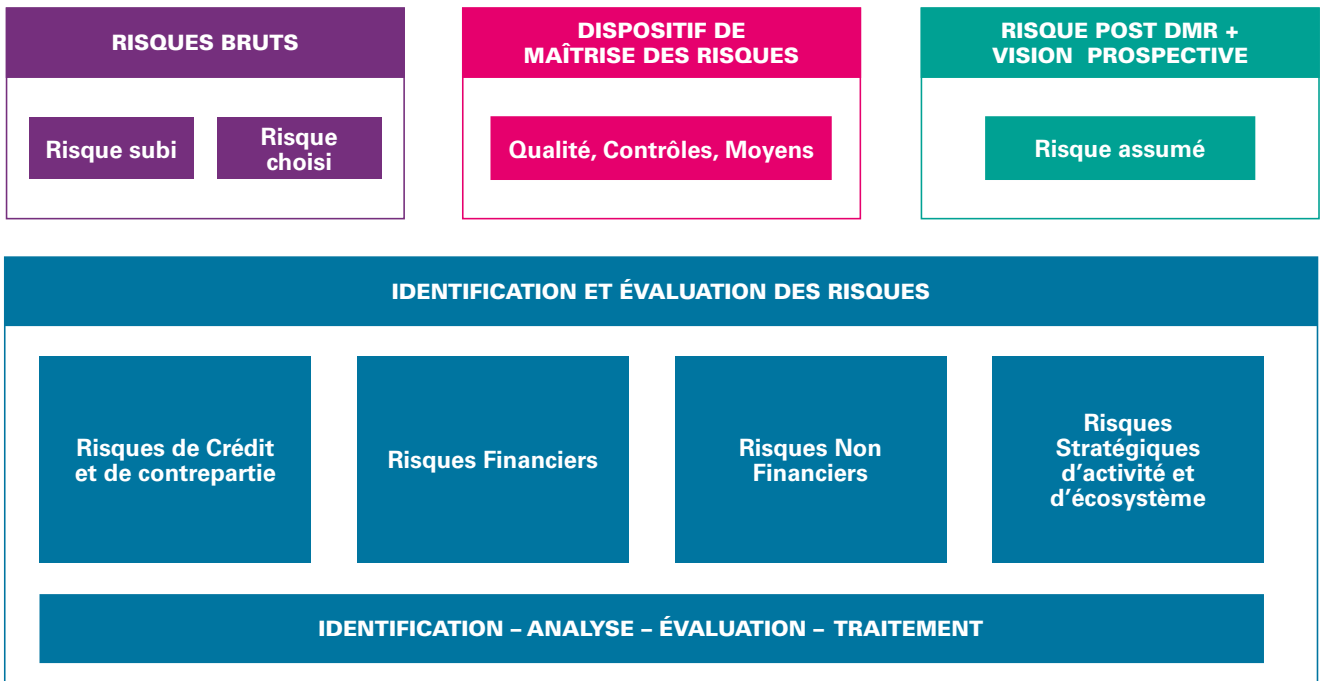 RISQUES BRUTS
Risque subi
Risque
choisi
DISPOSITIF DE
MAÎTRISE DES RISQUES
Qualité, Contrôles, Moyens
RISQUE POST DMR +
VISION PROSPECTIVE
Risque assumé
IDENTIFICATION ET ÉVALUATION DES RISQUES
Risques de Crédit
et de contrepartie
Risques Financiers
Risques Non
Financiers
Risques
Stratégiques
d’activité et
d’écosystème
IDENTIFICATION – ANALYSE – ÉVALUATION – TRAITEMENT